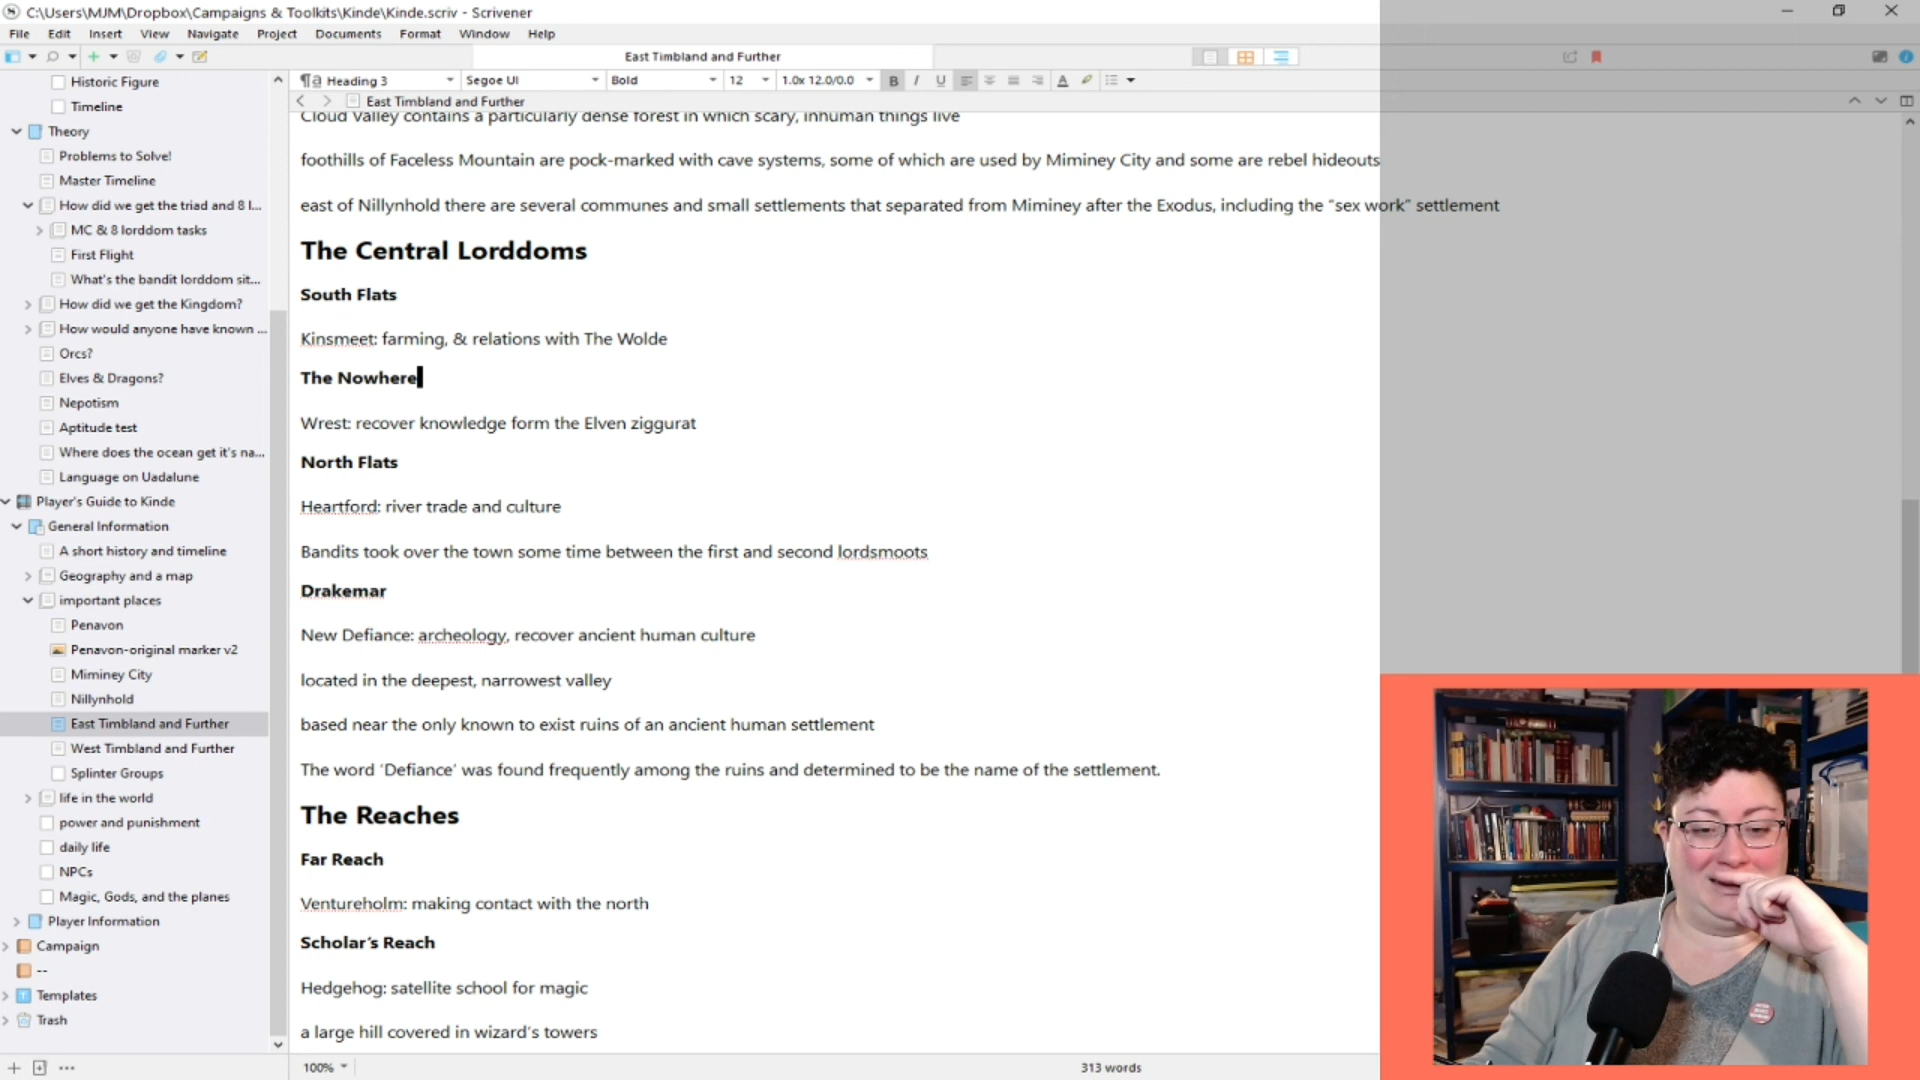 C:\Users\MJM\Dropbox\Campaigns & Toolkits\Kinde\Kinde.scriv - Scrivener
File Edit Insert View Navigate Project Documents Format Window Help
East Timbland and Further
Heading 3 Segoe UI Bold 12 1.0x 12.0/0.0 B I U A
East Timbland and Further
Historic Figure
Timeline
Theory
Problems to Solve!
Master Timeline
How did we get the triad and 8 l...
MC & 8 lorddom tasks
First Flight
What's the bandit lorddom sit...
How did we get the Kingdom?
How would anyone have known ...
Orcs?
Elves & Dragons?
Nepotism
Aptitude test
Where does the ocean get it's na...
Language on Uadalune
Player's Guide to Kinde
General Information
A short history and timeline
Geography and a map
important places
Penavon
Penavon-original marker v2
Miminey City
Nillynhold
East Timbland and Further
West Timbland and Further
Splinter Groups
life in the world
power and punishment
daily life
NPCs
Magic, Gods, and the planes
Player Information
Campaign
--
Templates
Trash
Cloud Valley contains a particularly dense forest in which scary, inhuman things live
foothills of Faceless Mountain are pock-marked with cave systems, some of which are used by Miminey City and some are rebel hideouts
east of Nillynhold there are several communes and small settlements that separated from Miminey after the Exodus, including the “sex work” settlement
The Central Lorddoms
South Flats
Kinsmeet: farming, & relations with The Wolde
The Nowhere
Wrest: recover knowledge form the Elven ziggurat
North Flats
Heartford: river trade and culture
Bandits took over the town some time between the first and second lordsmoots
Drakemar
New Defiance: archeology, recover ancient human culture
located in the deepest, narrowest valley
based near the only known to exist ruins of an ancient human settlement
The word ‘Defiance’ was found frequently among the ruins and determined to be the name of the settlement.
The Reaches
Far Reach
Ventureholm: making contact with the north
Scholar’s Reach
Hedgehog: satellite school for magic
a large hill covered in wizard’s towers
100%
313 words